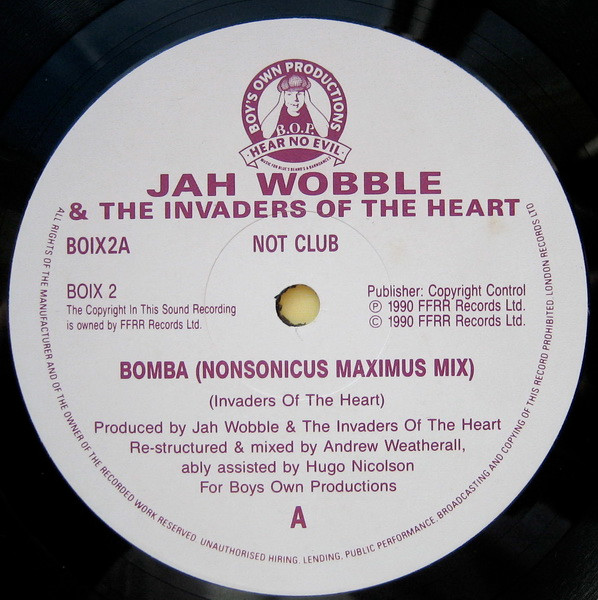 BOY'S OWN PRODUCTIONS
B.O.P.
· HEAR NO EVIL ·
JAH WOBBLE
& THE INVADERS OF THE HEART
BOIX2A
NOT CLUB
BOIX 2
The Copyright In This Sound Recording
is owned by FFRR Records Ltd.
Publisher: Copyright Control
Ⓟ 1990 FFRR Records Ltd.
© 1990 FFRR Records Ltd.
BOMBA (NONSONICUS MAXIMUS MIX)
(Invaders Of The Heart)
Produced by Jah Wobble & The Invaders Of The Heart
Re-structured & mixed by Andrew Weatherall,
ably assisted by Hugo Nicolson
For Boys Own Productions
A
ALL RIGHTS OF THE MANUFACTURER AND OF THE OWNER OF THE RECORDED WORK RESERVED. UNAUTHORISED HIRING, LENDING, PUBLIC PERFORMANCE, BROADCASTING AND COPYING OF THIS RECORD PROHIBITED. LONDON RECORDS LTD